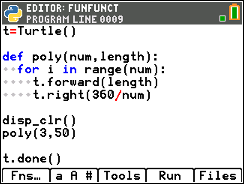 EDITOR: FUNFUNCT
PROGRAM LINE 0009
t=Turtle()

def poly(num,length):
  for i in range(num):
    t.forward(length)
    t.right(360/num)

disp_clr()
poly(3,50)

t.done()
Fns… a A # Tools Run Files